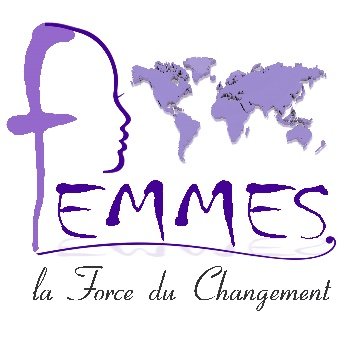 fEMMES
la Force du Changement